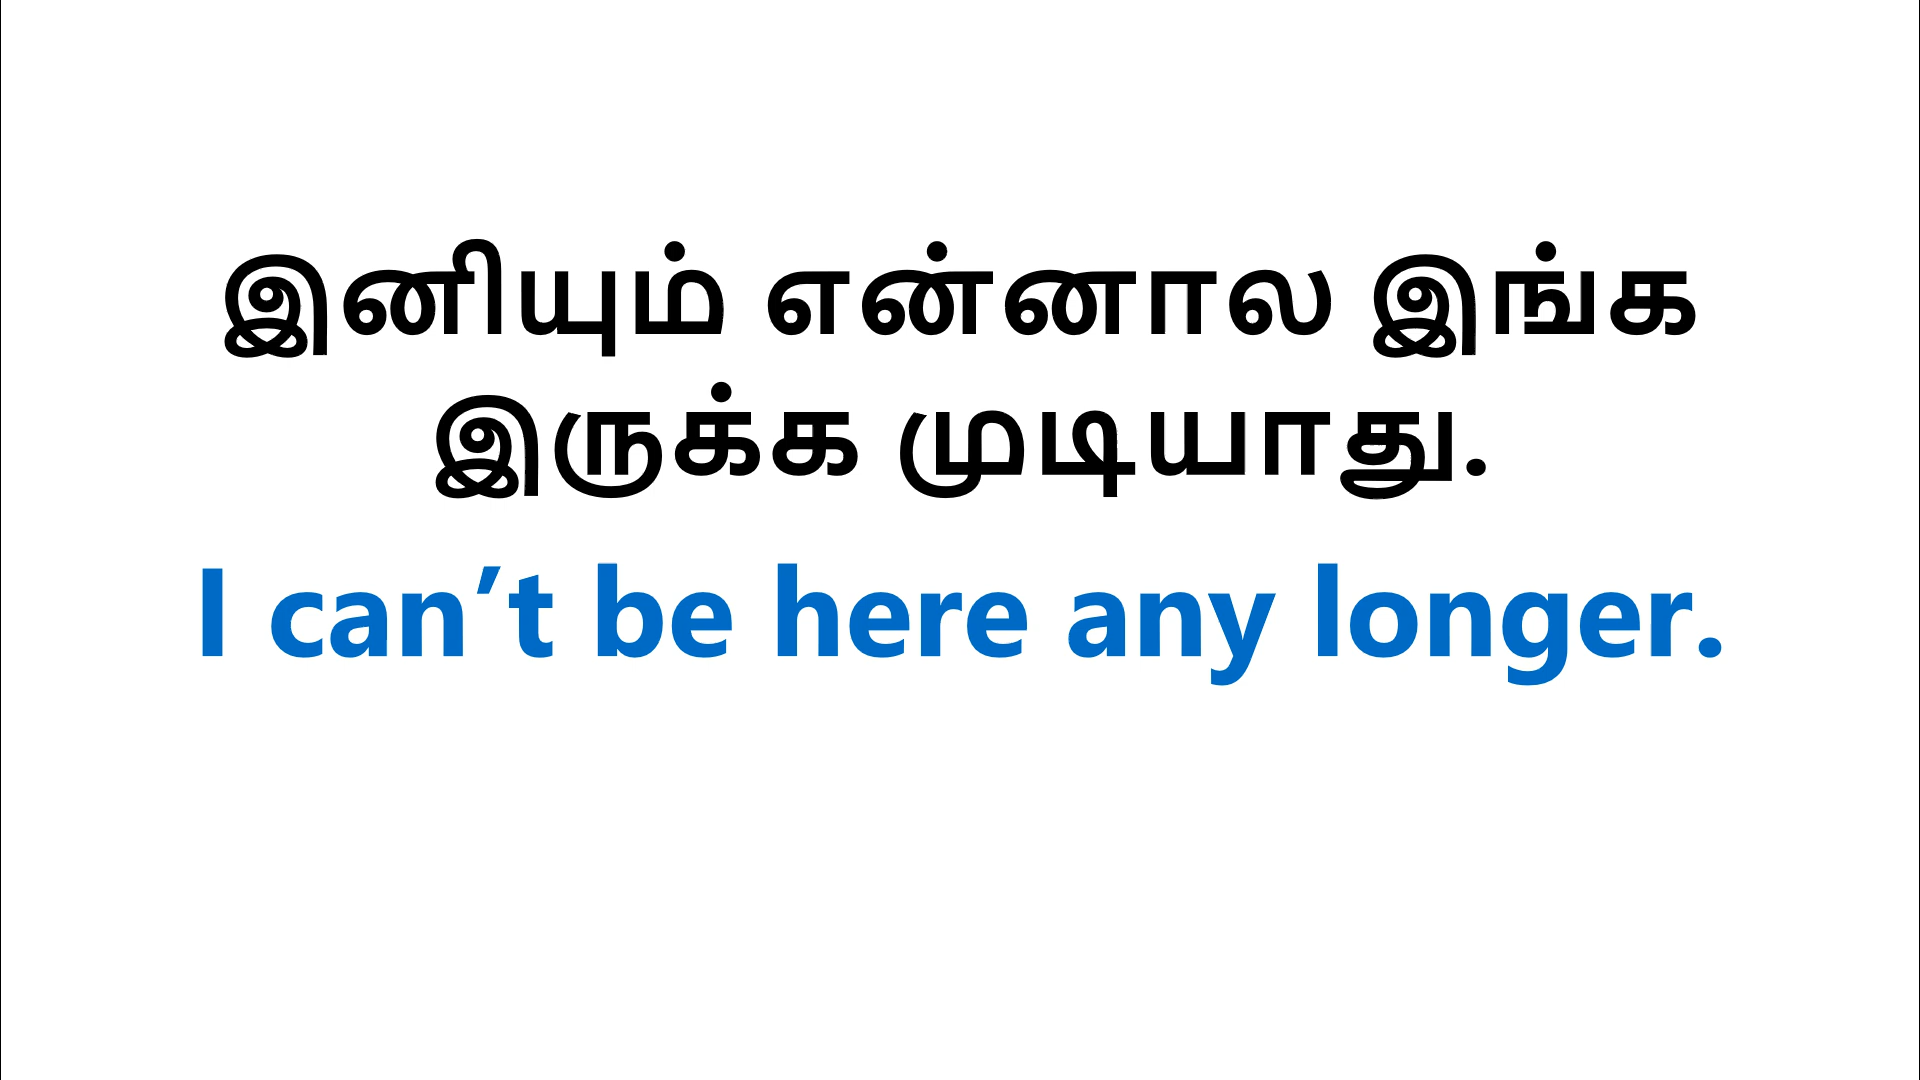 இனியும் என்னால இங்க
இருக்க முடியாது.
I can’t be here any longer.